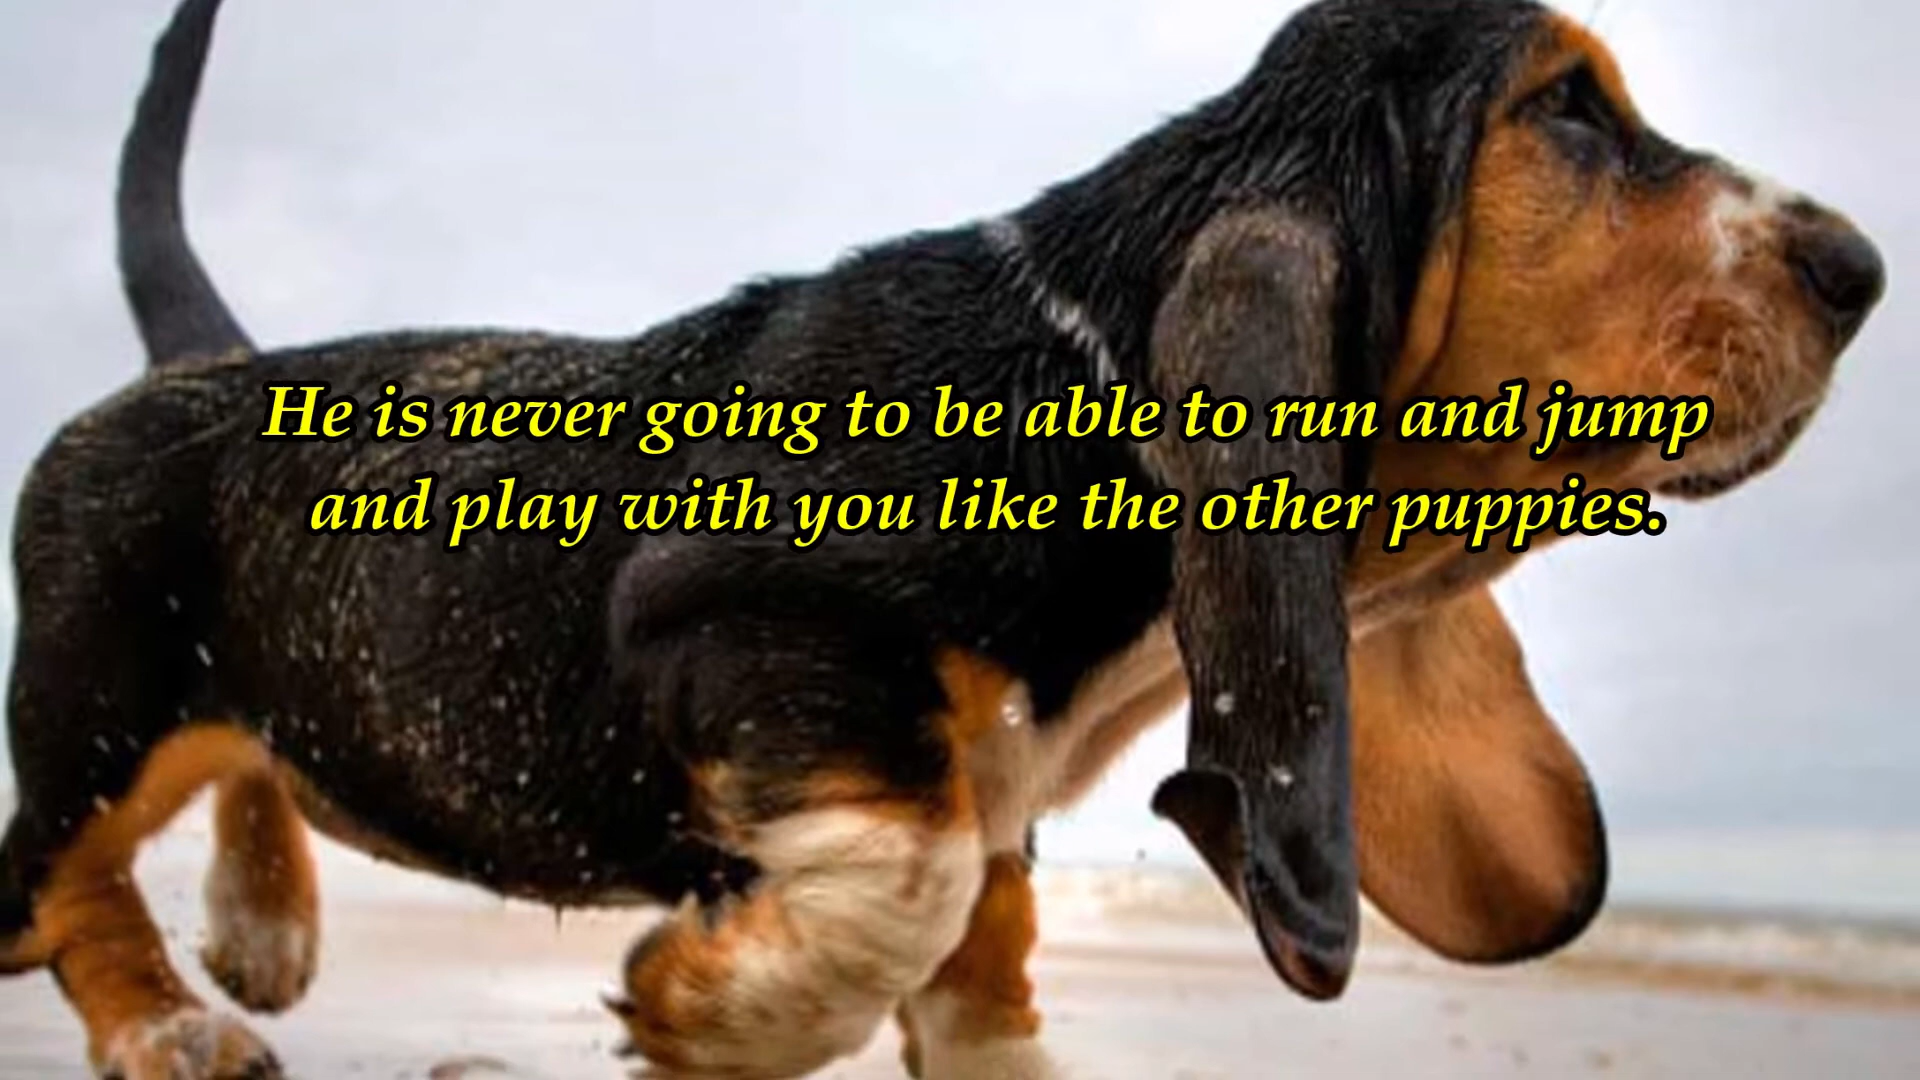 He is never going to be able to run and jump
and play with you like the other puppies.